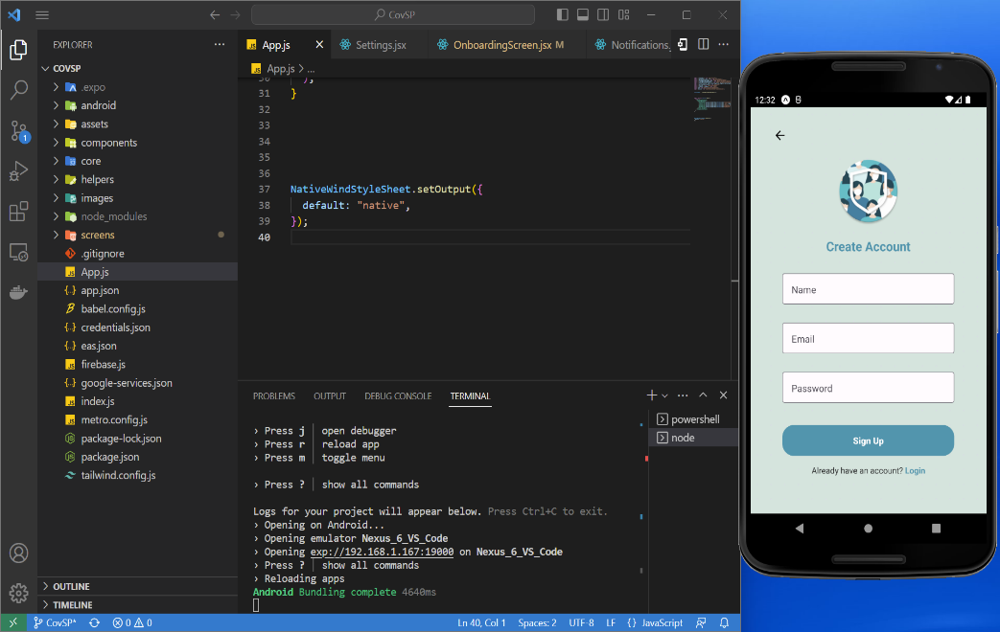 CovSP
EXPLORER
COVSP
.expo
android
assets
components
core
helpers
images
node_modules
screens
.gitignore
App.js
app.json
babel.config.js
credentials.json
eas.json
firebase.js
google-services.json
index.js
metro.config.js
package-lock.json
package.json
tailwind.config.js
OUTLINE
TIMELINE
1
App.js
Settings.jsx
OnboardingScreen.jsx M
Notifications.
App.js > ...
31 }
32
33
34
35
36
37 NativeWindStyleSheet.setOutput({
38 default: "native",
39 });
40
PROBLEMS OUTPUT DEBUG CONSOLE TERMINAL
powershell
node
› Press j │ open debugger
› Press r │ reload app
› Press m │ toggle menu
› Press ? │ show all commands
Logs for your project will appear below. Press Ctrl+C to exit.
› Opening on Android...
› Opening emulator Nexus_6_VS_Code
› Opening exp://192.168.1.167:19000 on Nexus_6_VS_Code
› Press ? │ show all commands
› Reloading apps
Android Bundling complete 4640ms
CovSP* 0 0 Ln 40, Col 1 Spaces: 2 UTF-8 LF {} JavaScript
12:32
Create Account
Name
Email
Password
Sign Up
Already have an account? Login